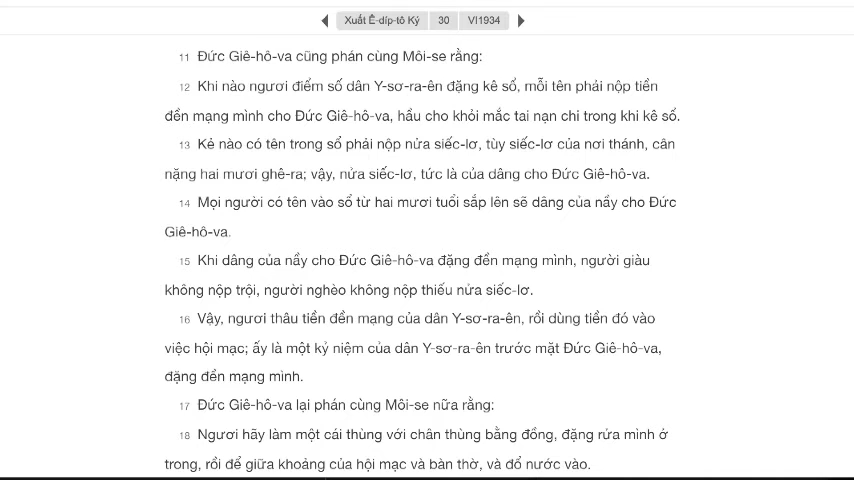 Xuất Ê-díp-tô Ký 30 VI1934
11 Đức Giê-hô-va cũng phán cùng Môi-se rằng:
12 Khi nào ngươi điểm số dân Y-sơ-ra-ên đặng kê sổ, mỗi tên phải nộp tiền
đền mạng mình cho Đức Giê-hô-va, hầu cho khỏi mắc tai nạn chi trong khi kê sổ.
13 Kẻ nào có tên trong sổ phải nộp nửa siếc-lơ, tùy siếc-lơ của nơi thánh, cân
nặng hai mươi ghê-ra; vậy, nửa siếc-lơ, tức là của dâng cho Đức Giê-hô-va.
14 Mọi người có tên vào sổ từ hai mươi tuổi sắp lên sẽ dâng của nầy cho Đức
Giê-hô-va.
15 Khi dâng của nầy cho Đức Giê-hô-va đặng đền mạng mình, người giàu
không nộp trội, người nghèo không nộp thiếu nửa siếc-lơ.
16 Vậy, ngươi thâu tiền đền mạng của dân Y-sơ-ra-ên, rồi dùng tiền đó vào
việc hội mạc; ấy là một kỷ niệm của dân Y-sơ-ra-ên trước mặt Đức Giê-hô-va,
đặng đền mạng mình.
17 Đức Giê-hô-va lại phán cùng Môi-se nữa rằng:
18 Ngươi hãy làm một cái thùng với chân thùng bằng đồng, đặng rửa mình ở
trong, rồi để giữa khoảng của hội mạc và bàn thờ, và đổ nước vào.